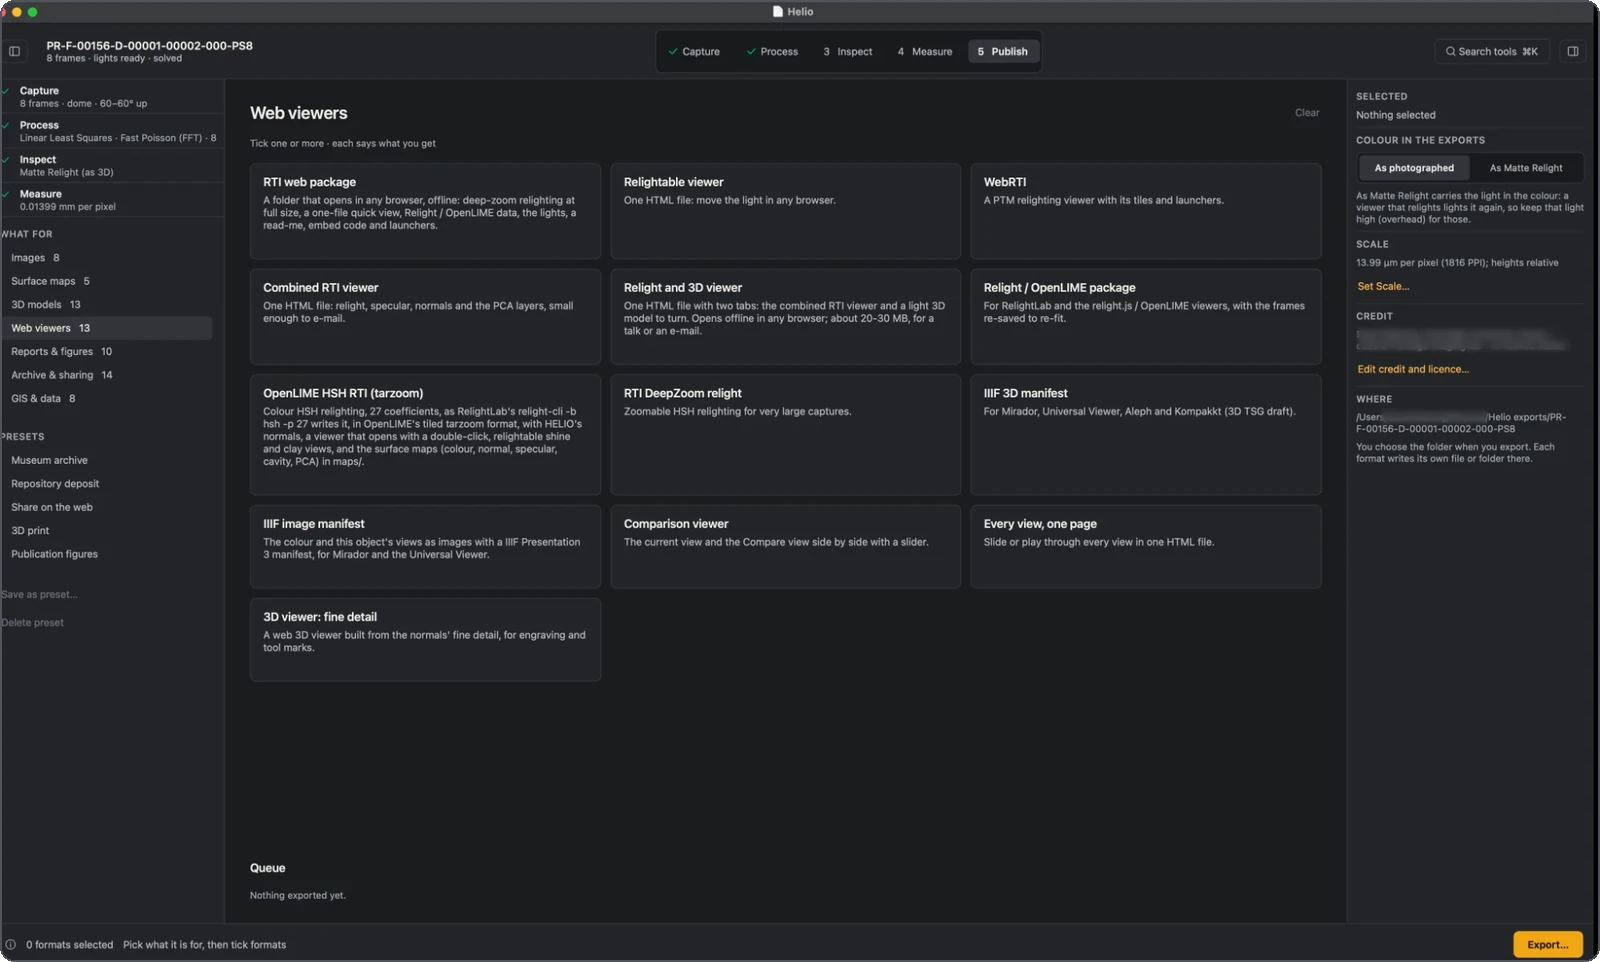 Helio
PR-F-00156-D-00001-00002-000-PS8
8 frames · lights ready · solved
Capture
Process
3 Inspect
4 Measure
5 Publish
Search tools ⌘K
Capture
8 frames · dome · 60–60° up
Process
Linear Least Squares · Fast Poisson (FFT) · 8
Inspect
Matte Relight (as 3D)
Measure
0.01399 mm per pixel
WHAT FOR
Images 8
Surface maps 5
3D models 13
Web viewers 13
Reports & figures 10
Archive & sharing 14
GIS & data 8
PRESETS
Museum archive
Repository deposit
Share on the web
3D print
Publication figures
Save as preset...
Delete preset
Web viewers
Clear
Tick one or more · each says what you get
RTI web package
A folder that opens in any browser, offline: deep-zoom relighting at
full size, a one-file quick view, Relight / OpenLIME data, the lights, a
read-me, embed code and launchers.
Relightable viewer
One HTML file: move the light in any browser.
WebRTI
A PTM relighting viewer with its tiles and launchers.
Combined RTI viewer
One HTML file: relight, specular, normals and the PCA layers, small
enough to e-mail.
Relight and 3D viewer
One HTML file with two tabs: the combined RTI viewer and a light 3D
model to turn. Opens offline in any browser; about 20-30 MB, for a
talk or an e-mail.
Relight / OpenLIME package
For RelightLab and the relight.js / OpenLIME viewers, with the frames
re-saved to re-fit.
OpenLIME HSH RTI (tarzoom)
Colour HSH relighting, 27 coefficients, as RelightLab's relight-cli -b
hsh -p 27 writes it, in OpenLIME's tiled tarzoom format, with HELIO's
normals, a viewer that opens with a double-click, relightable shine
and clay views, and the surface maps (colour, normal, specular,
cavity, PCA) in maps/.
RTI DeepZoom relight
Zoomable HSH relighting for very large captures.
IIIF 3D manifest
For Mirador, Universal Viewer, Aleph and Kompakkt (3D TSG draft).
IIIF image manifest
The colour and this object's views as images with a IIIF Presentation
3 manifest, for Mirador and the Universal Viewer.
Comparison viewer
The current view and the Compare view side by side with a slider.
Every view, one page
Slide or play through every view in one HTML file.
3D viewer: fine detail
A web 3D viewer built from the normals' fine detail, for engraving and
tool marks.
Queue
Nothing exported yet.
SELECTED
Nothing selected
COLOUR IN THE EXPORTS
As photographed
As Matte Relight
As Matte Relight carries the light in the colour: a
viewer that relights lights it again, so keep that light
high (overhead) for those.
SCALE
13.99 µm per pixel (1816 PPI); heights relative
Set Scale...
CREDIT
Edit credit and licence...
WHERE
/Users /Helio exports/PR-
F-00156-D-00001-00002-000-PS8
You choose the folder when you export. Each
format writes its own file or folder there.
0 formats selected Pick what it is for, then tick formats
Export...